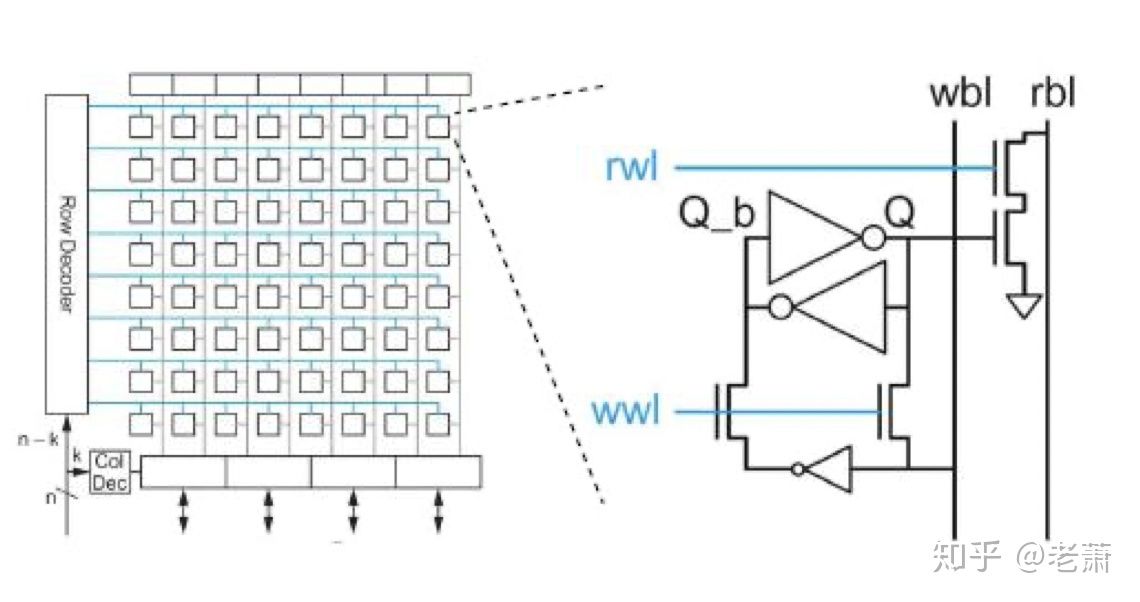 Row Decoder
n – k
k
n
Col
Dec
wbl
rbl
rwl
Q_b
Q
wwl
知乎 @老萧